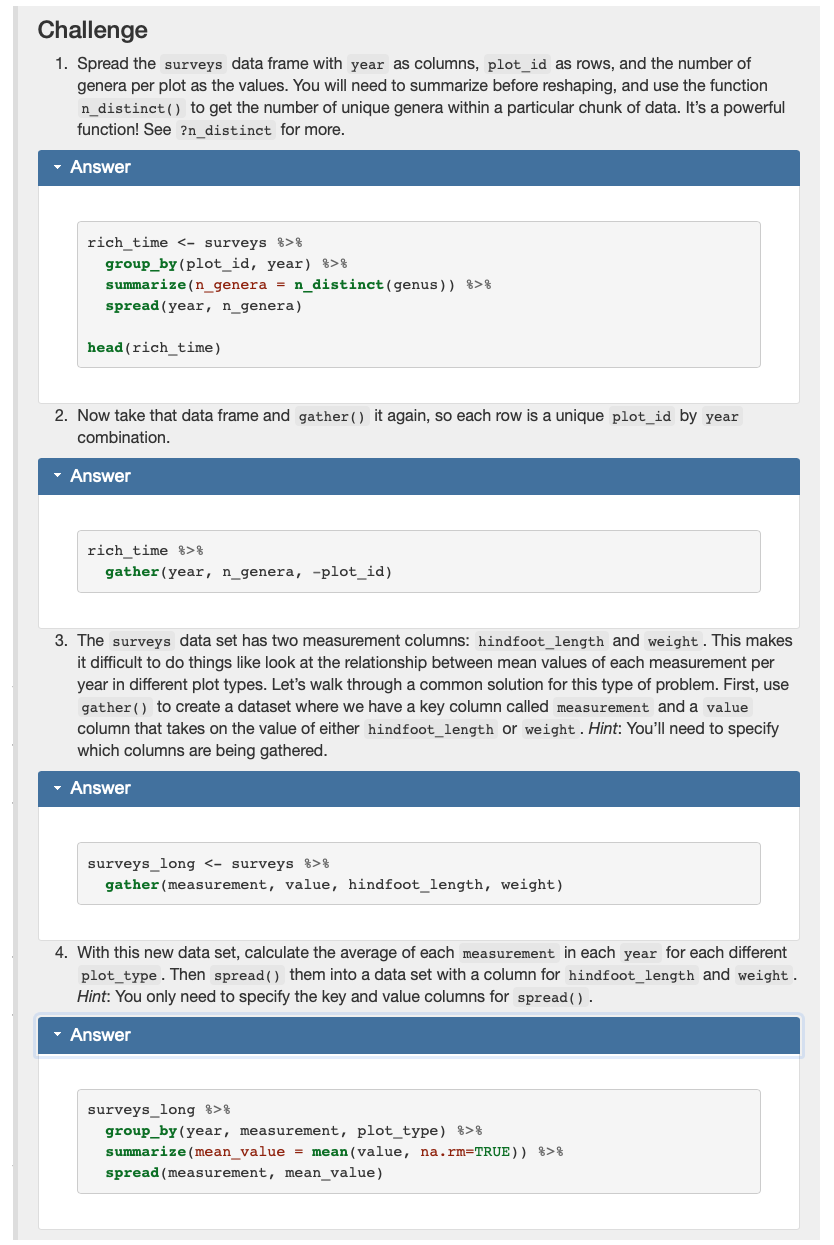 Challenge
1. Spread the surveys data frame with year as columns, plot_id as rows, and the number of
genera per plot as the values. You will need to summarize before reshaping, and use the function
n_distinct() to get the number of unique genera within a particular chunk of data. It’s a powerful
function! See ?n_distinct for more.
Answer
rich_time <- surveys %>%
  group_by(plot_id, year) %>%
  summarize(n_genera = n_distinct(genus)) %>%
  spread(year, n_genera)
head(rich_time)
2. Now take that data frame and gather() it again, so each row is a unique plot_id by year
combination.
Answer
rich_time %>%
  gather(year, n_genera, -plot_id)
3. The surveys data set has two measurement columns: hindfoot_length and weight. This makes
it difficult to do things like look at the relationship between mean values of each measurement per
year in different plot types. Let’s walk through a common solution for this type of problem. First, use
gather() to create a dataset where we have a key column called measurement and a value
column that takes on the value of either hindfoot_length or weight. Hint: You’ll need to specify
which columns are being gathered.
Answer
surveys_long <- surveys %>%
  gather(measurement, value, hindfoot_length, weight)
4. With this new data set, calculate the average of each measurement in each year for each different
plot_type. Then spread() them into a data set with a column for hindfoot_length and weight.
Hint: You only need to specify the key and value columns for spread().
Answer
surveys_long %>%
  group_by(year, measurement, plot_type) %>%
  summarize(mean_value = mean(value, na.rm=TRUE)) %>%
  spread(measurement, mean_value)